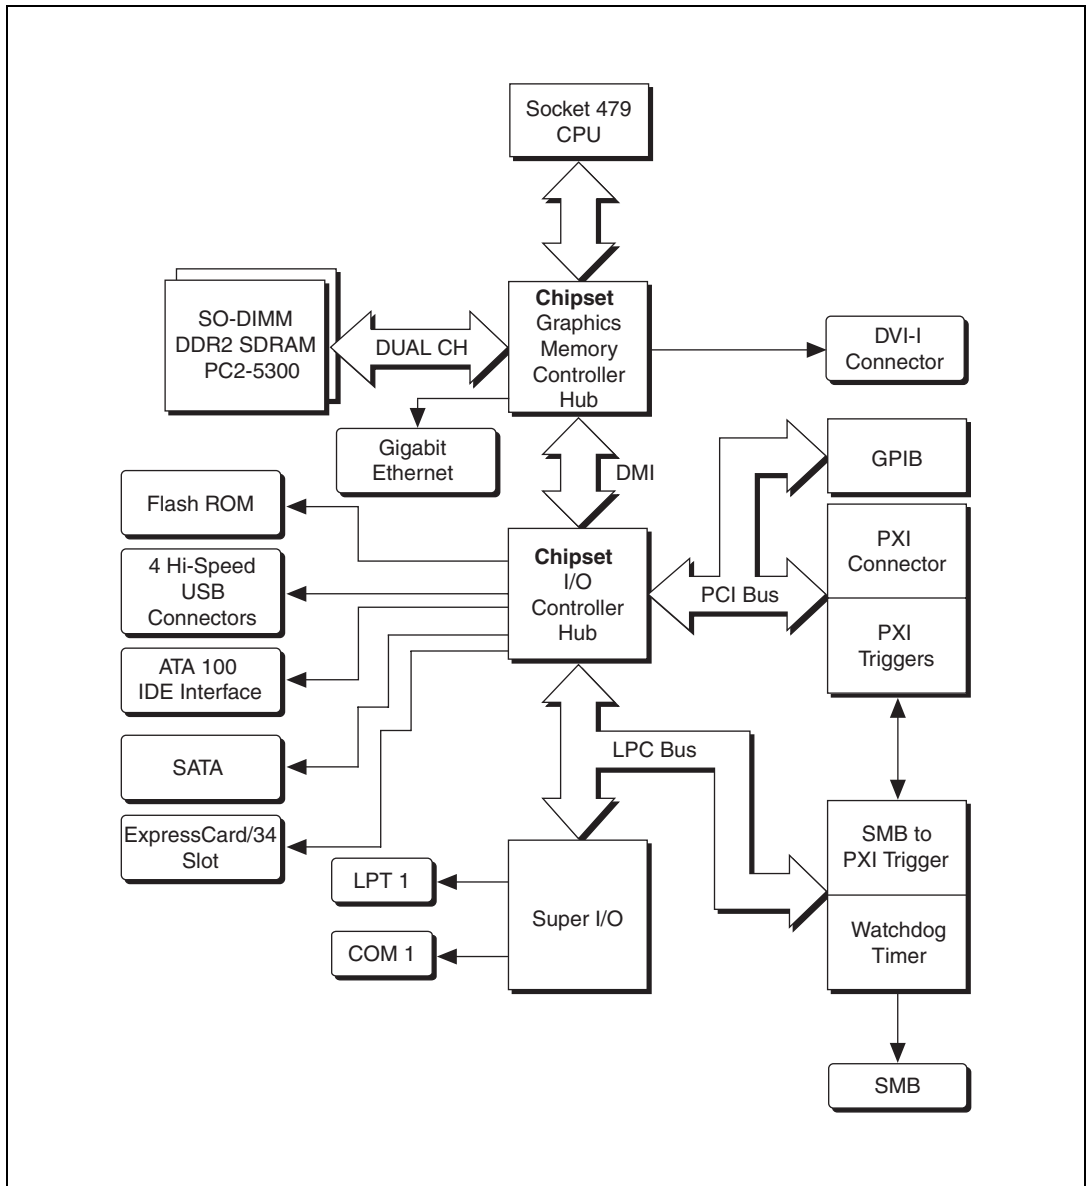 Socket 479
CPU
SO-DIMM
DDR2 SDRAM
PC2-5300
DUAL CH
Chipset
Graphics
Memory
Controller
Hub
DVI-I
Connector
Gigabit
Ethernet
DMI
GPIB
Flash ROM
4 Hi-Speed
USB
Connectors
ATA 100
IDE Interface
SATA
ExpressCard/34
Slot
Chipset
I/O
Controller
Hub
PCI Bus
PXI
Connector
PXI
Triggers
LPC Bus
LPT 1
COM 1
Super I/O
SMB to
PXI Trigger
Watchdog
Timer
SMB